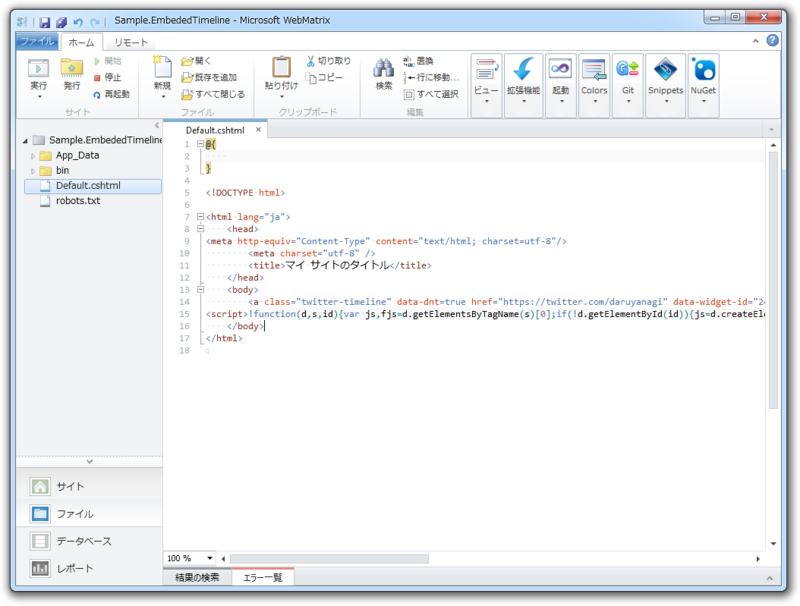 Sample.EmbededTimeline - Microsoft WebMatrix
ファイル ホーム リモート
実行 発行 開始 停止 再起動 サイト
新規 開く 既存を追加 すべて閉じる ファイル
貼り付け 切り取り コピー クリップボード
検索 置換 行に移動... すべて選択 編集
ビュー 拡張機能 起動 Colors Git Snippets NuGet
Sample.EmbededTimeline
App_Data
bin
Default.cshtml
robots.txt
サイト
ファイル
データベース
レポート
Default.cshtml ×
1 @{
2
3 }
4
5 <!DOCTYPE html>
6
7 <html lang="ja">
8 <head>
9 <meta http-equiv="Content-Type" content="text/html; charset=utf-8"/>
10 <meta charset="utf-8" />
11 <title>マイ サイトのタイトル</title>
12 </head>
13 <body>
14 <a class="twitter-timeline" data-dnt=true href="https://twitter.com/daruyanagi" data-widget-id="24
15 <script>!function(d,s,id){var js,fjs=d.getElementsByTagName(s)[0];if(!d.getElementById(id)){js=d.createEle
16 </body>
17 </html>
18
100 %
結果の検索 エラー一覧